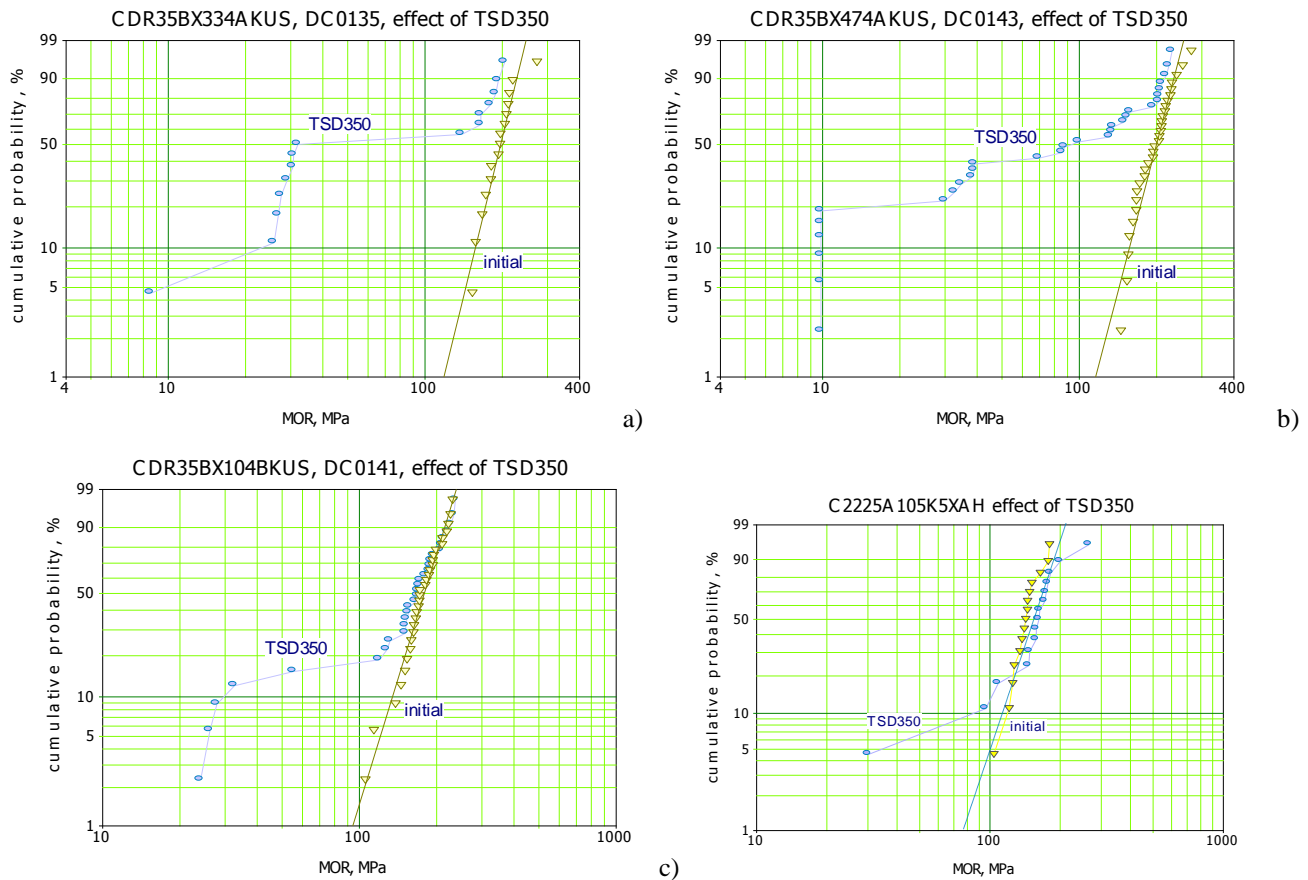 CDR35BX334AKUS, DC0135, effect of TSD350
99
90
50
10
5
1
cumulative probability, %
TSD350
initial
4
10
100
400
MOR, MPa
a)
CDR35BX474AKUS, DC0143, effect of TSD350
99
90
50
10
5
1
cumulative probability, %
TSD350
initial
4
10
100
400
MOR, MPa
b)
CDR35BX104BKUS, DC0141, effect of TSD350
99
90
50
10
5
1
cumulative probability, %
TSD350
initial
10
100
1000
MOR, MPa
c)
C2225A105K5XAH effect of TSD350
99
90
50
10
5
1
cumulative probability, %
TSD350
initial
10
100
1000
MOR, MPa